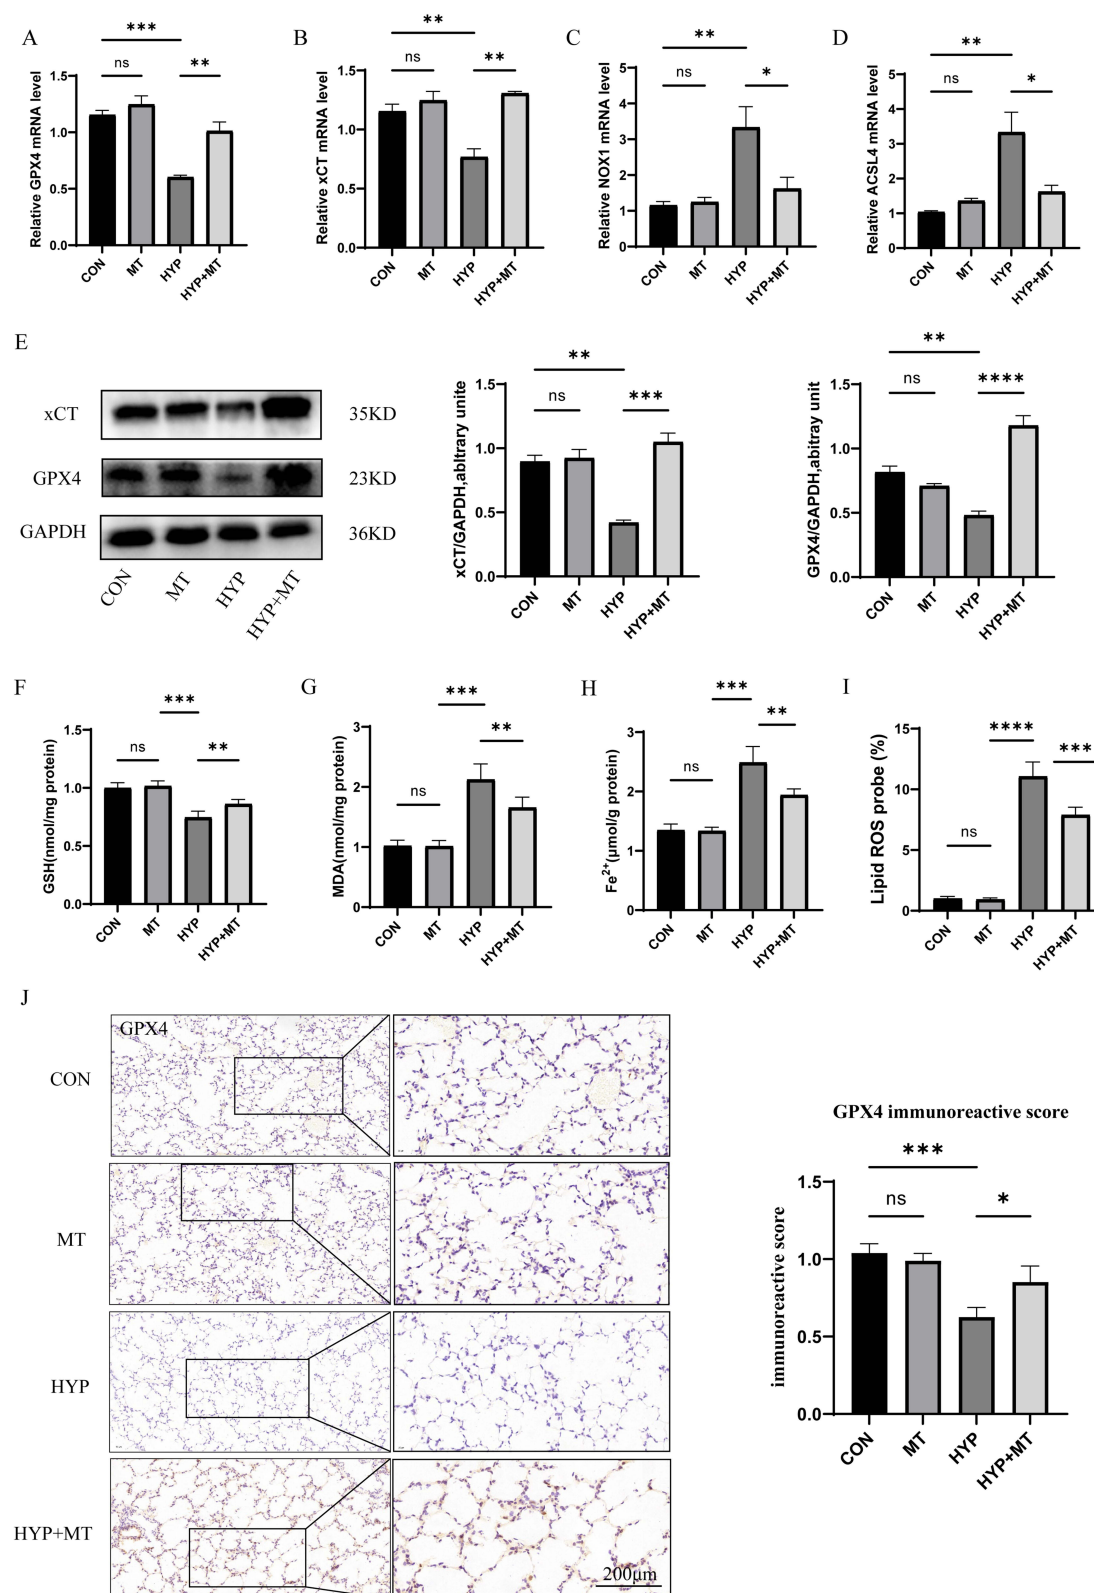 A
Relative GPX4 mRNA level
1.5
1.0
0.5
0.0
***
ns
**
CON
MT
HYP
HYP+MT
B
Relative xCT mRNA level
1.5
1.0
0.5
0.0
**
ns
**
CON
MT
HYP
HYP+MT
C
Relative NOX1 mRNA level
5
4
3
2
1
0
**
ns
*
CON
MT
HYP
HYP+MT
D
Relative ACSL4 mRNA level
5
4
3
2
1
0
**
ns
*
CON
MT
HYP
HYP+MT
E
xCT
35KD
GPX4
23KD
GAPDH
36KD
CON
MT
HYP
HYP+MT
xCT/GAPDH,abltrary unite
1.5
1.0
0.5
0.0
**
ns
***
CON
MT
HYP
HYP+MT
GPX4/GAPDH,abitray unit
1.5
1.0
0.5
0.0
**
ns
****
CON
MT
HYP
HYP+MT
F
GSH(nmol/mg protein)
1.5
1.0
0.5
0.0
***
ns
**
CON
MT
HYP
HYP+MT
G
MDA(nmol/mg protein)
3
2
1
0
***
ns
**
CON
MT
HYP
HYP+MT
H
Fe²⁺(μmol/g protein)
3
2
1
0
***
ns
**
CON
MT
HYP
HYP+MT
I
Lipid ROS probe (%)
15
10
5
0
****
ns
***
CON
MT
HYP
HYP+MT
J
GPX4
CON
MT
HYP
HYP+MT
200μm
GPX4 immunoreactive score
immunoreactive score
1.5
1.0
0.5
0.0
***
ns
*
CON
MT
HYP
HYP+MT